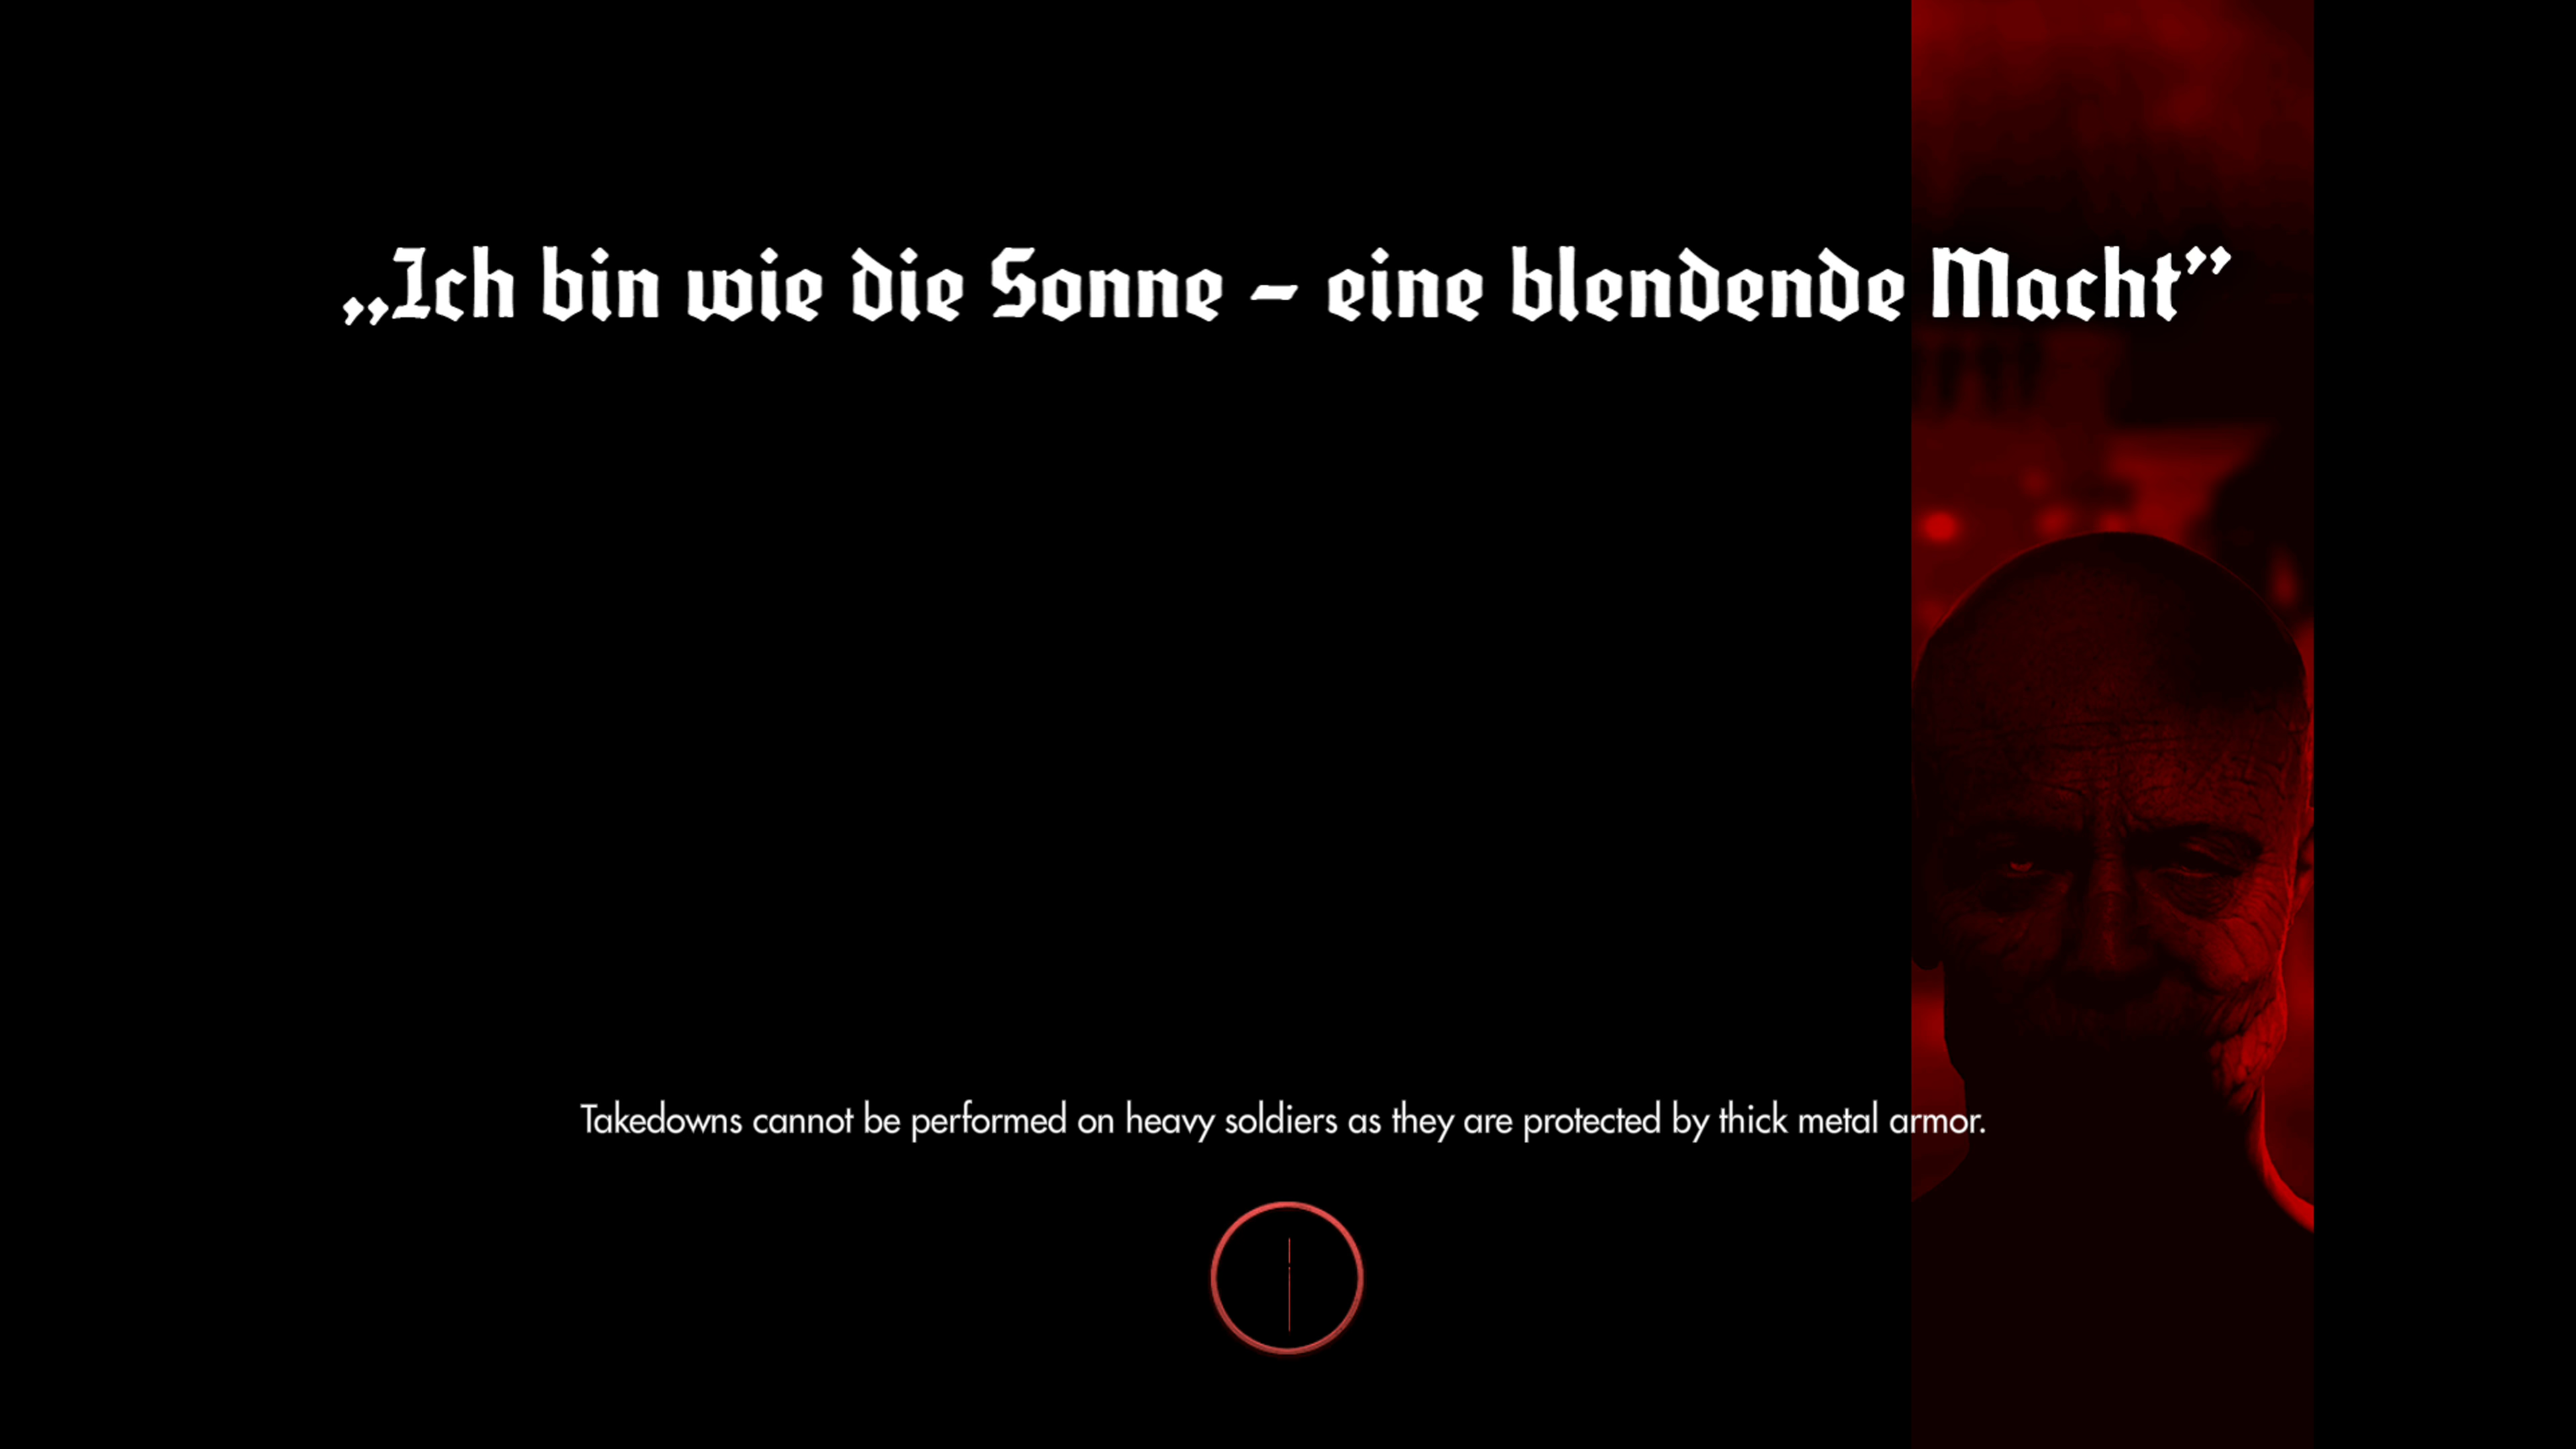 „Ich bin wie die Sonne – eine blendende Macht”
Takedowns cannot be performed on heavy soldiers as they are protected by thick metal armor.